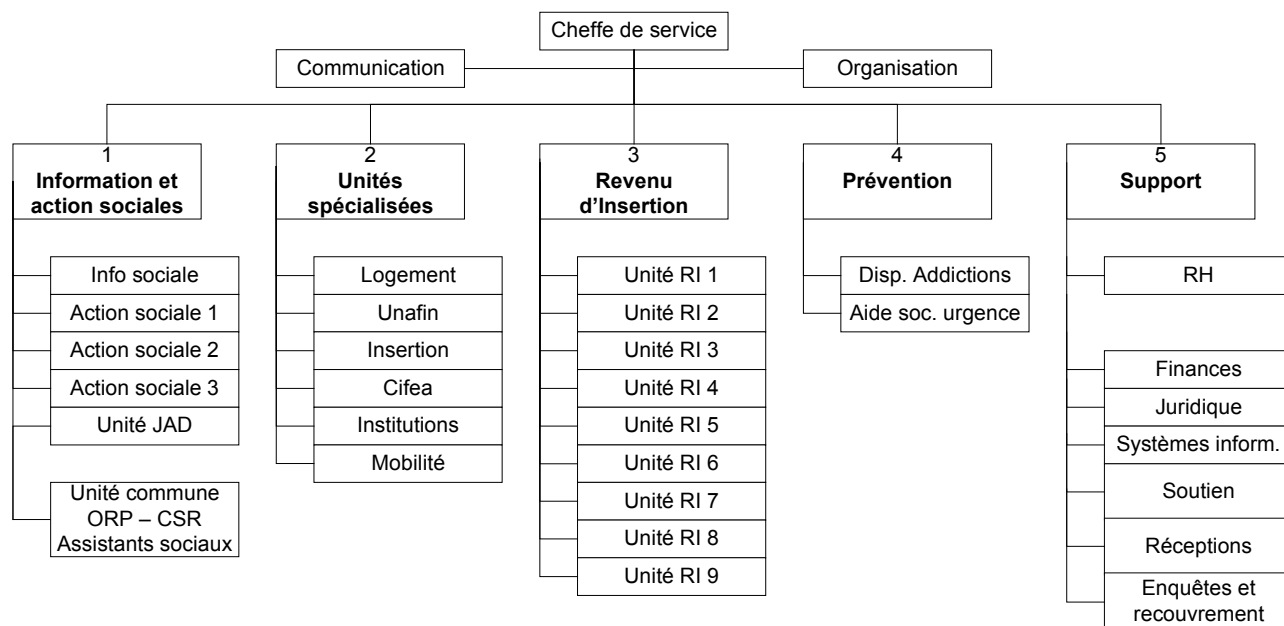 Cheffe de service
Communication
Organisation
1
Information et
action sociales
Info sociale
Action sociale 1
Action sociale 2
Action sociale 3
Unité JAD
Unité commune
ORP – CSR
Assistants sociaux
2
Unités
spécialisées
Logement
Unafin
Insertion
Cifea
Institutions
Mobilité
3
Revenu
d’Insertion
Unité RI 1
Unité RI 2
Unité RI 3
Unité RI 4
Unité RI 5
Unité RI 6
Unité RI 7
Unité RI 8
Unité RI 9
4
Prévention
Disp. Addictions
Aide soc. urgence
5
Support
RH
Finances
Juridique
Systèmes inform.
Soutien
Réceptions
Enquêtes et
recouvrement